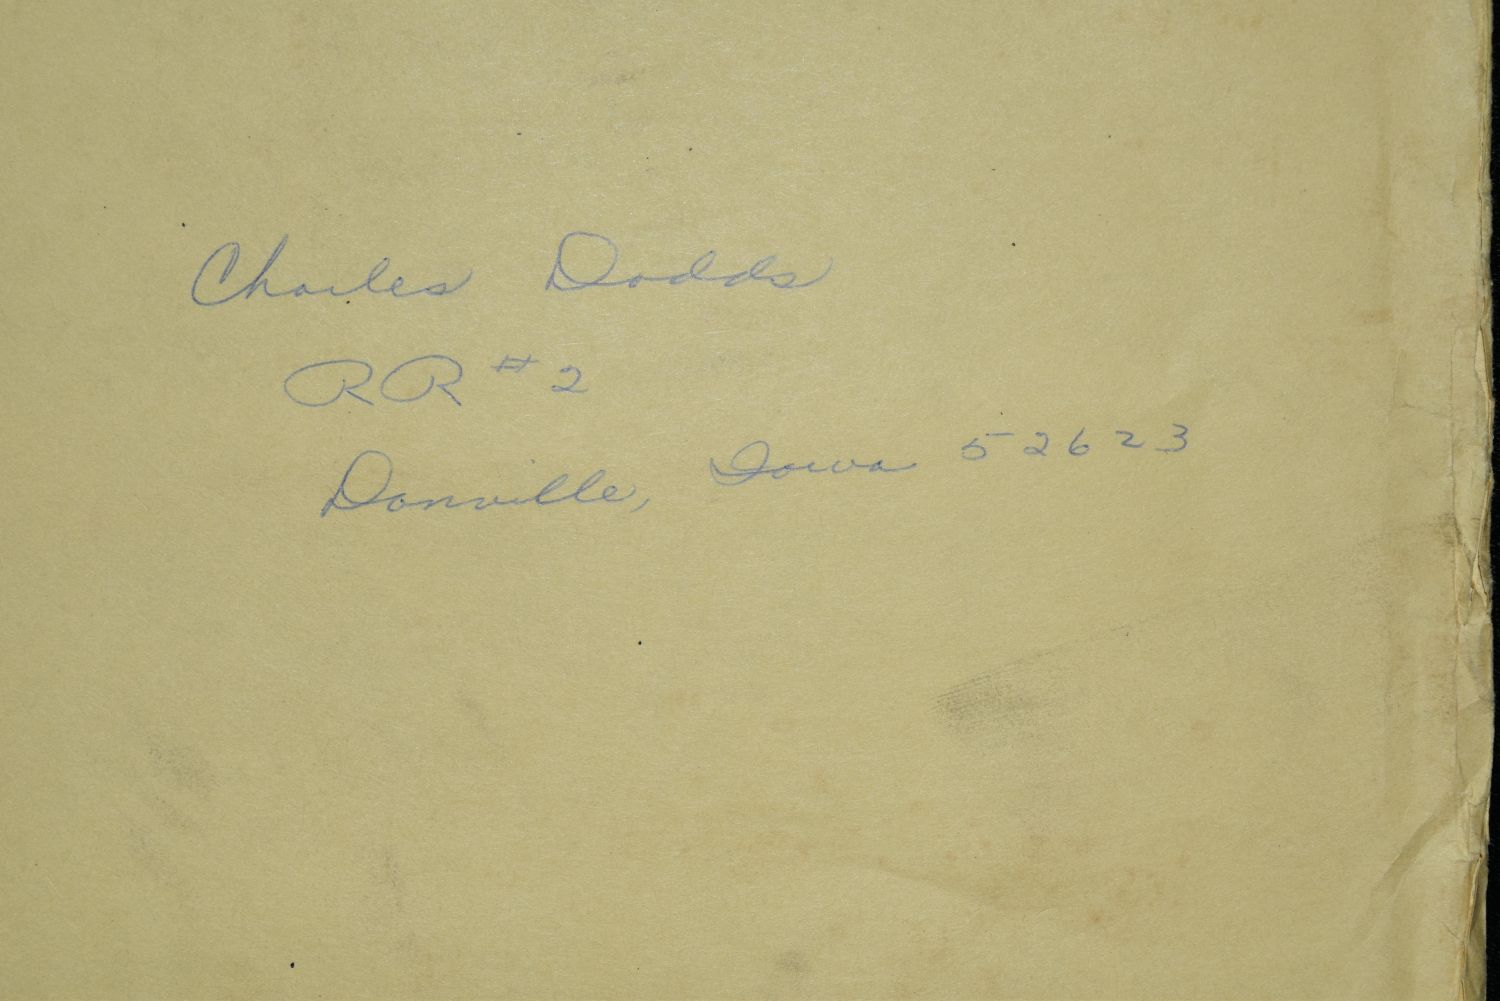 Charles Dodds
RR #2
Danville, Iowa 52623